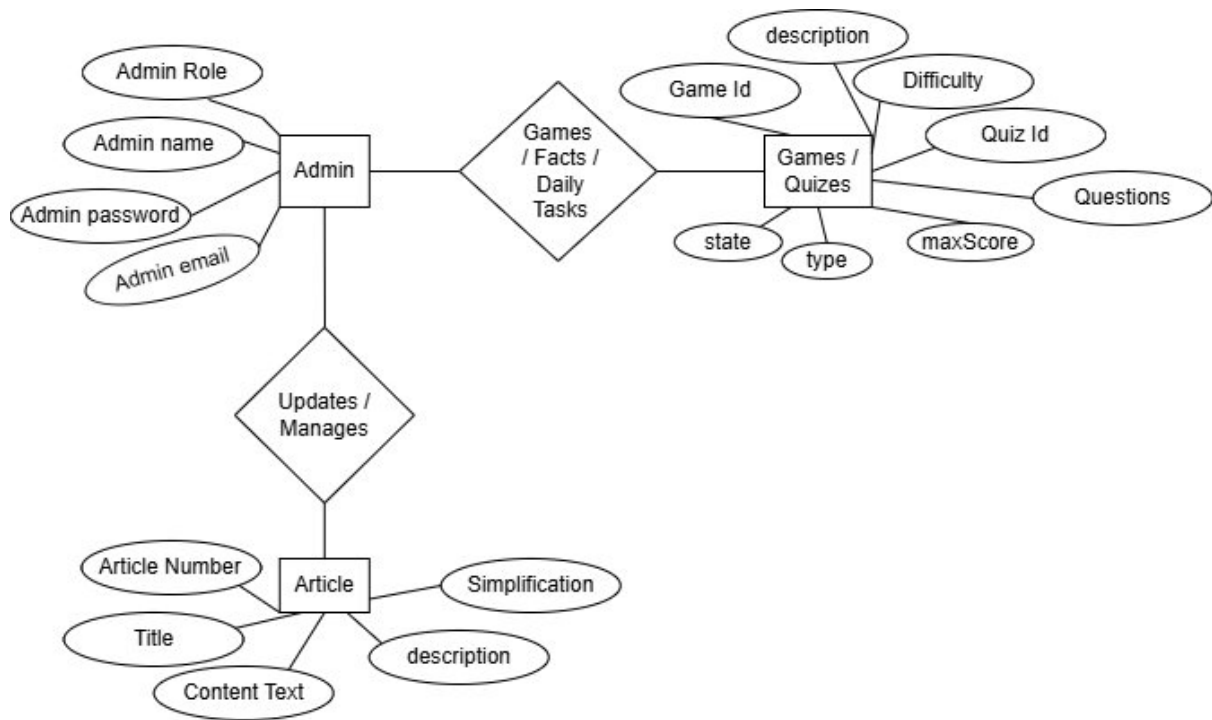 description
Admin Role
Game Id
Difficulty
Admin name
Games
/ Facts /
Daily
Tasks
Quiz Id
Admin
Games /
Quizes
Admin password
Questions
state
type
maxScore
Admin email
Updates /
Manages
Article Number
Article
Simplification
Title
description
Content Text